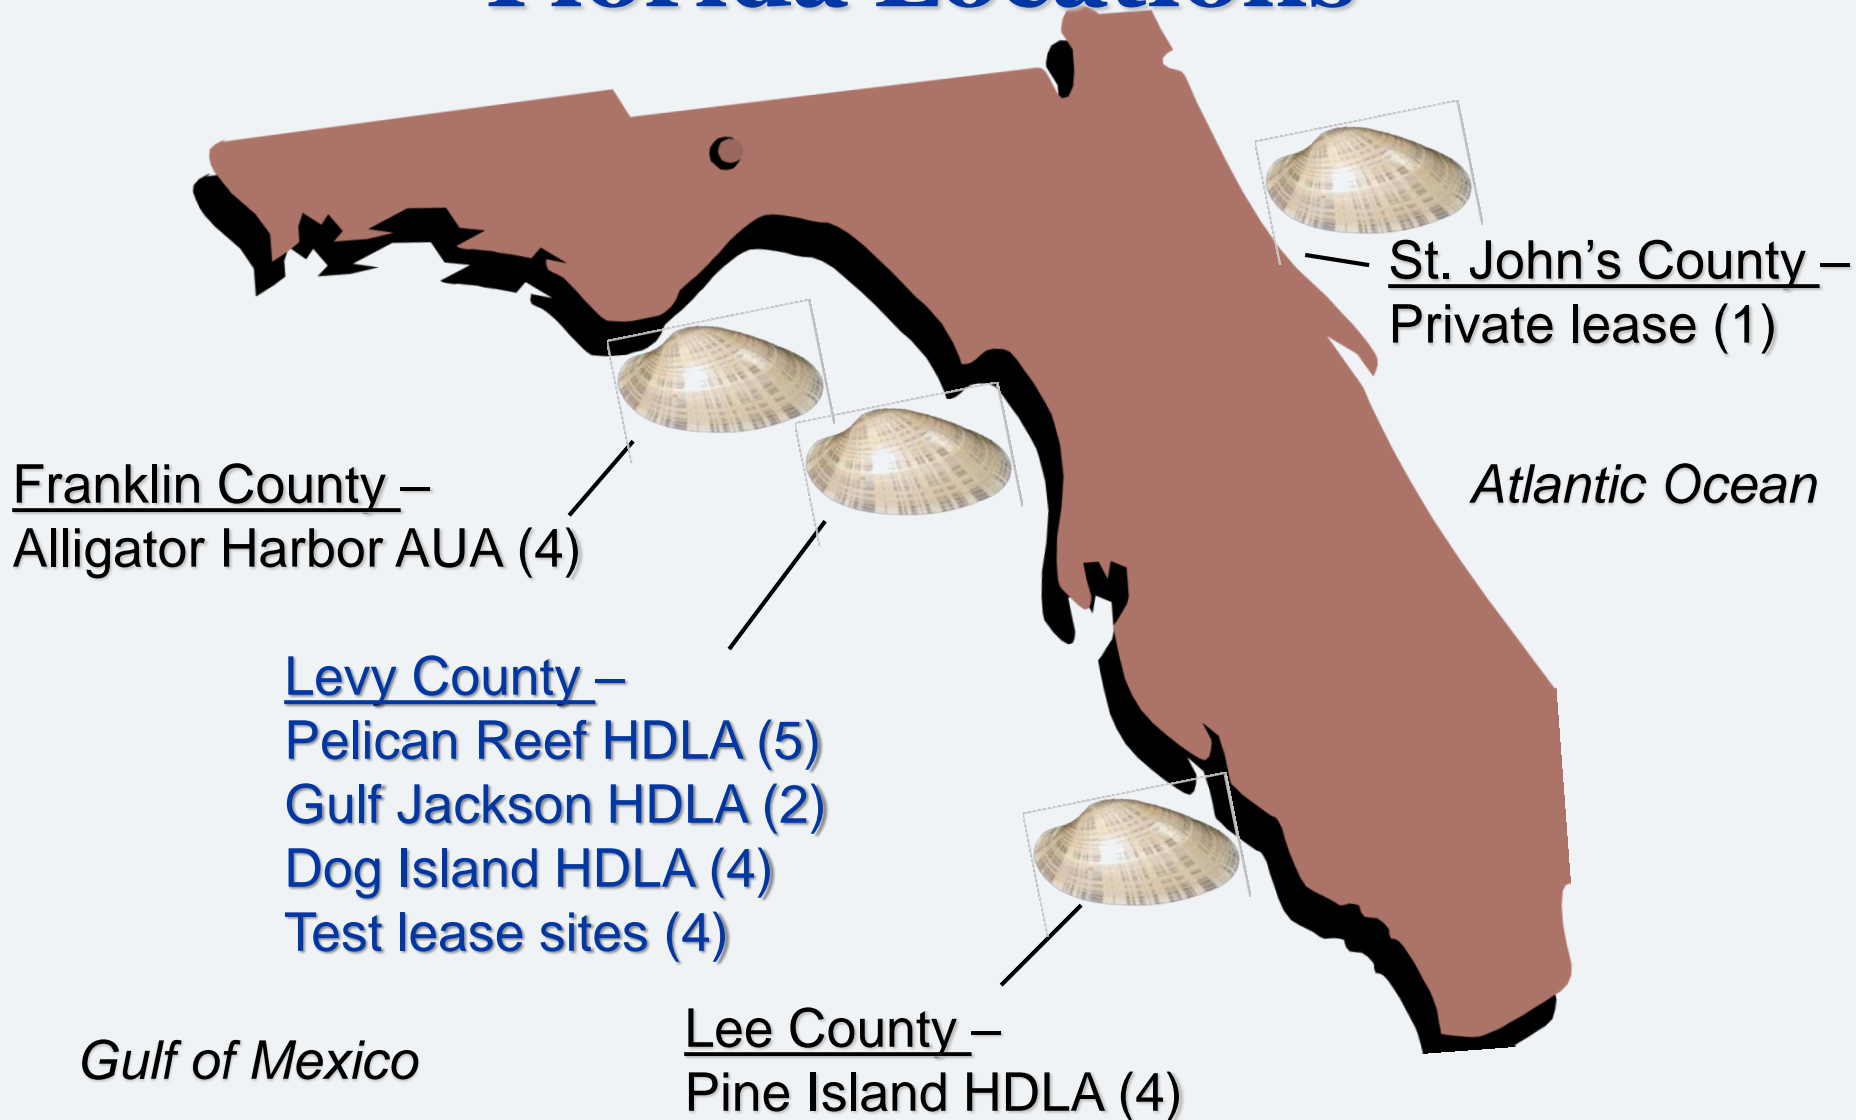 Florida Locations
St. John’s County –
Private lease (1)
Franklin County –
Alligator Harbor AUA (4)
Atlantic Ocean
Levy County –
Pelican Reef HDLA (5)
Gulf Jackson HDLA (2)
Dog Island HDLA (4)
Test lease sites (4)
Lee County –
Pine Island HDLA (4)
Gulf of Mexico